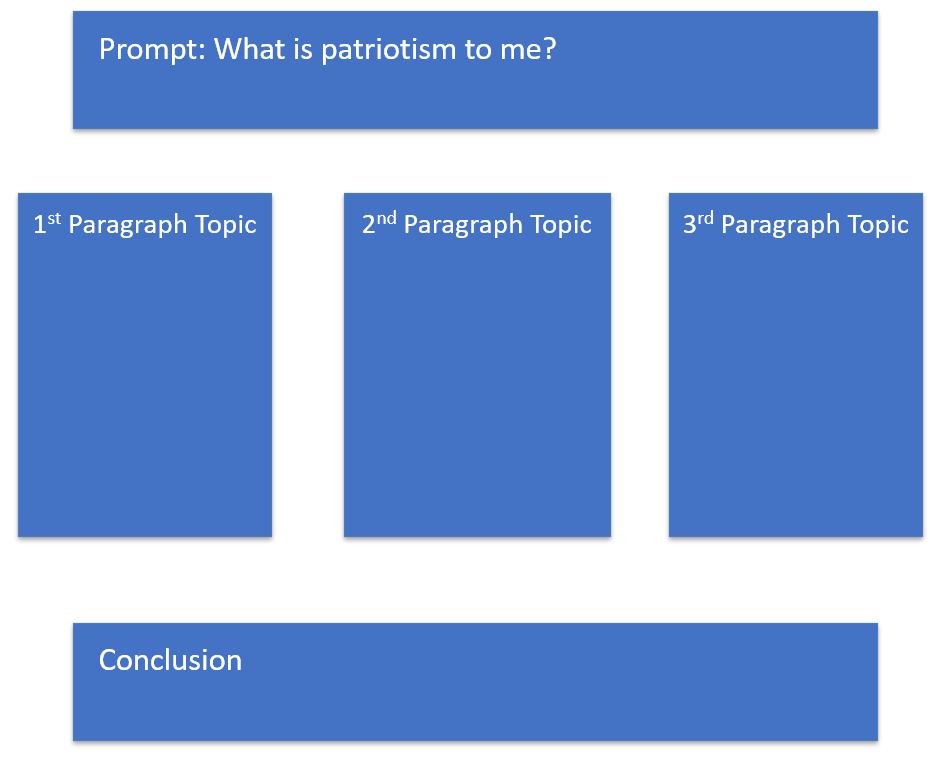 Prompt: What is patriotism to me?
1st Paragraph Topic
2nd Paragraph Topic
3rd Paragraph Topic
Conclusion